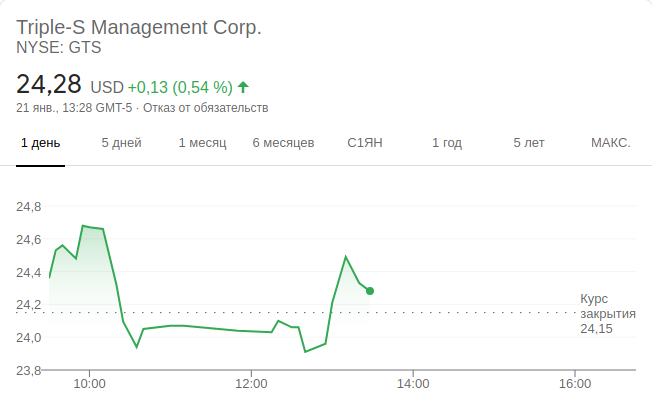 Triple-S Management Corp.
NYSE: GTS
24,28 USD +0,13 (0,54 %)
21 янв., 13:28 GMT-5 · Отказ от обязательств
1 день 5 дней 1 месяц 6 месяцев С1ЯН 1 год 5 лет МАКС.
24,8
24,6
24,4
24,2
24,0
23,8
Курс
закрытия
24,15
10:00 12:00 14:00 16:00